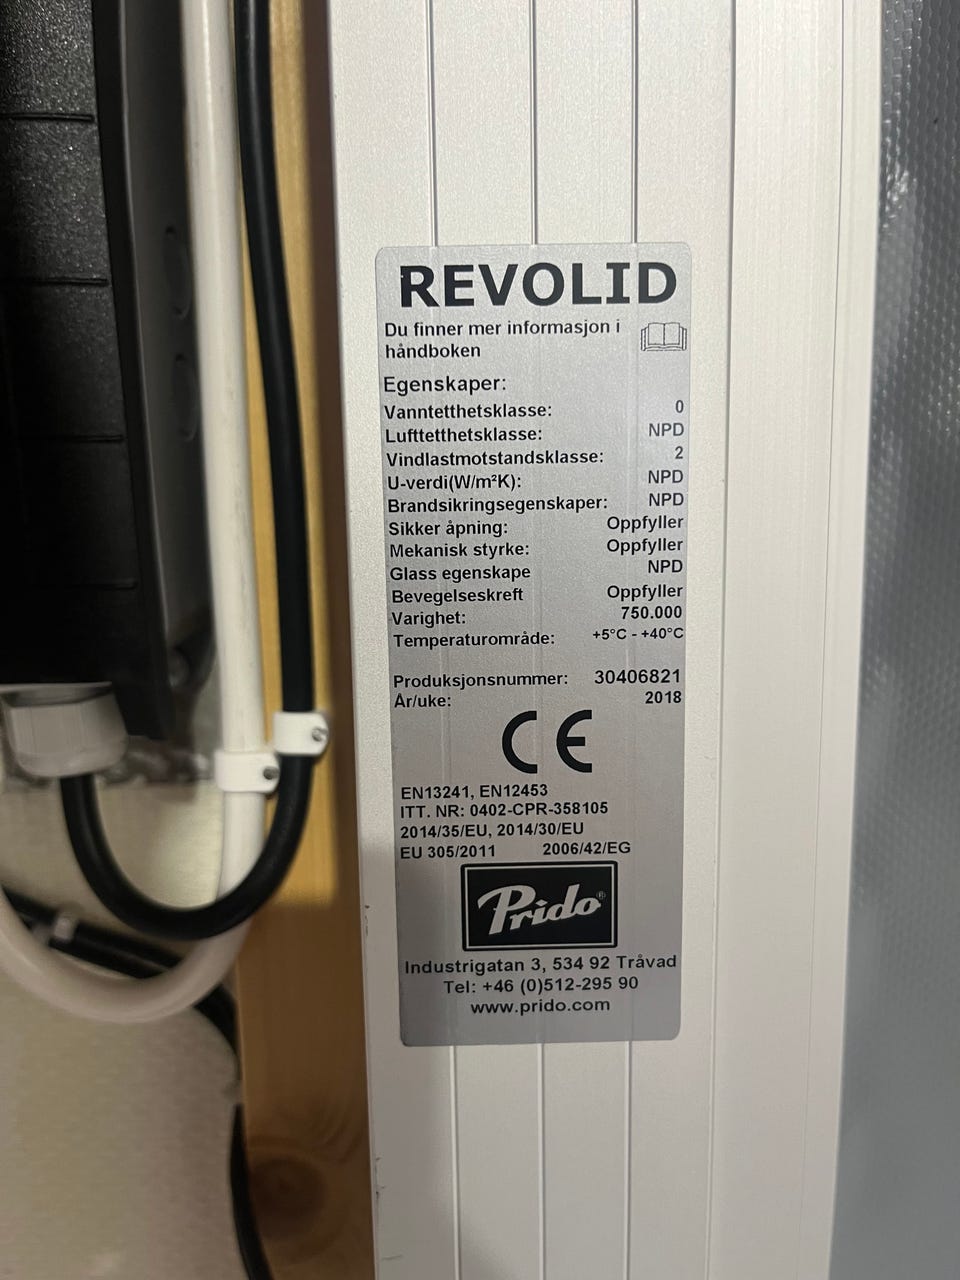 REVOLID
Du finner mer informasjon i
håndboken
Egenskaper:
Vanntetthetsklasse: 0
Lufttetthetsklasse: NPD
Vindlastmotstandsklasse: 2
U-verdi(W/m²K): NPD
Brandsikringsegenskaper: NPD
Sikker åpning: Oppfyller
Mekanisk styrke: Oppfyller
Glass egenskape NPD
Bevegelseskreft Oppfyller
Varighet: 750.000
Temperaturområde: +5°C - +40°C
Produksjonsnummer: 30406821
År/uke: 2018
CE
EN13241, EN12453
ITT. NR: 0402-CPR-358105
2014/35/EU, 2014/30/EU
EU 305/2011 2006/42/EG
Prido®
Industrigatan 3, 534 92 Tråvad
Tel: +46 (0)512-295 90
www.prido.com